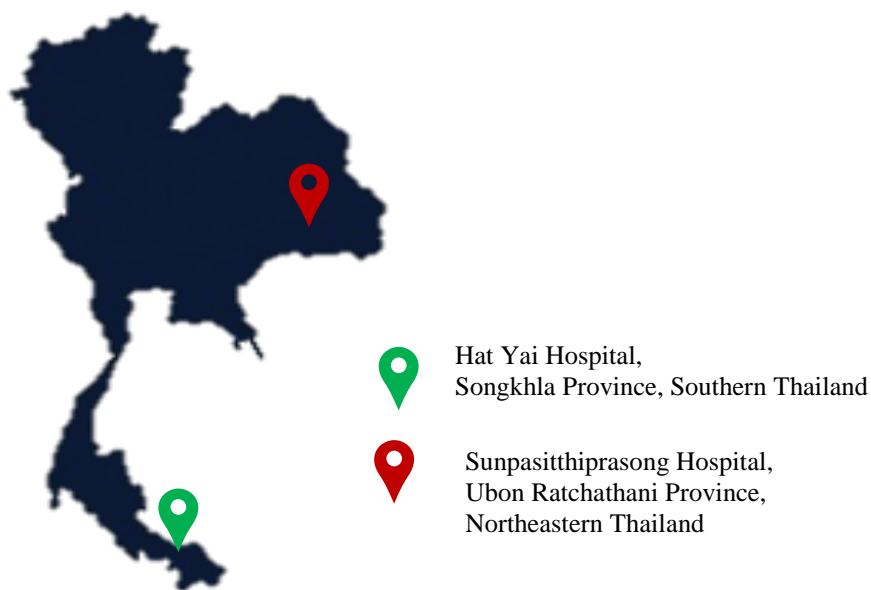 Hat Yai Hospital,
Songkhla Province, Southern Thailand
Sunpasitthiprasong Hospital,
Ubon Ratchathani Province,
Northeastern Thailand